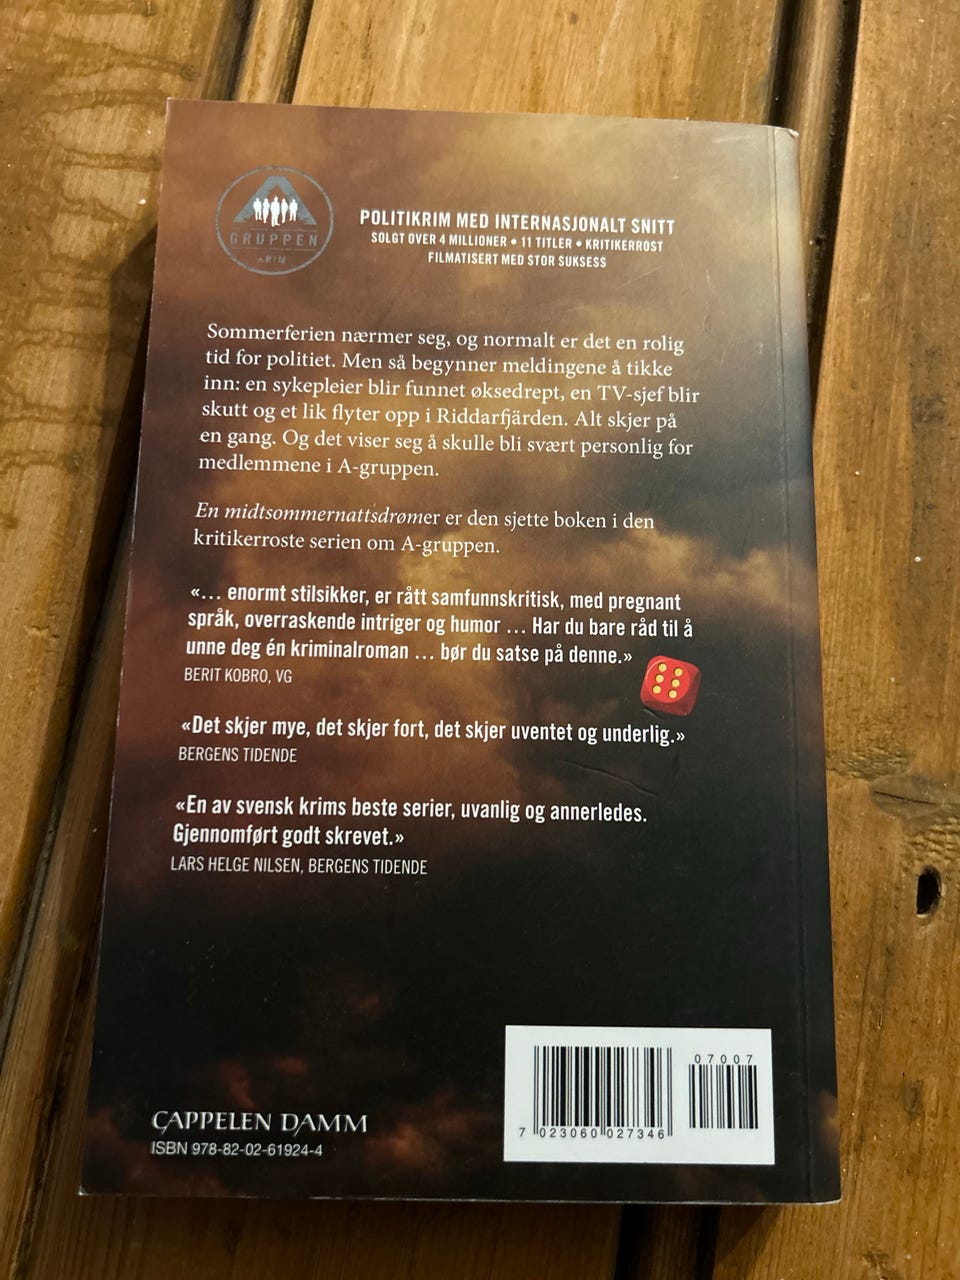 A
GRUPPEN
KRIM
POLITIKRIM MED INTERNASJONALT SNITT
SOLGT OVER 4 MILLIONER • 11 TITLER • KRITIKERROST
FILMATISERT MED STOR SUKSESS
Sommerferien nærmer seg, og normalt er det en rolig
tid for politiet. Men så begynner meldingene å tikke
inn: en sykepleier blir funnet øksedrept, en TV-sjef blir
skutt og et lik flyter opp i Riddarfjärden. Alt skjer på
en gang. Og det viser seg å skulle bli svært personlig for
medlemmene i A-gruppen.
En midtsommernattsdrømer er den sjette boken i den
kritikerroste serien om A-gruppen.
«… enormt stilsikker, er rått samfunnskritisk, med pregnant
språk, overraskende intriger og humor … Har du bare råd til å
unne deg én kriminalroman … bør du satse på denne.»
BERIT KOBRO, VG
«Det skjer mye, det skjer fort, det skjer uventet og underlig.»
BERGENS TIDENDE
«En av svensk krims beste serier, uvanlig og annerledes.
Gjennomført godt skrevet.»
LARS HELGE NILSEN, BERGENS TIDENDE
CAPPELEN DAMM
ISBN 978-82-02-61924-4
07007
7 023060 027346